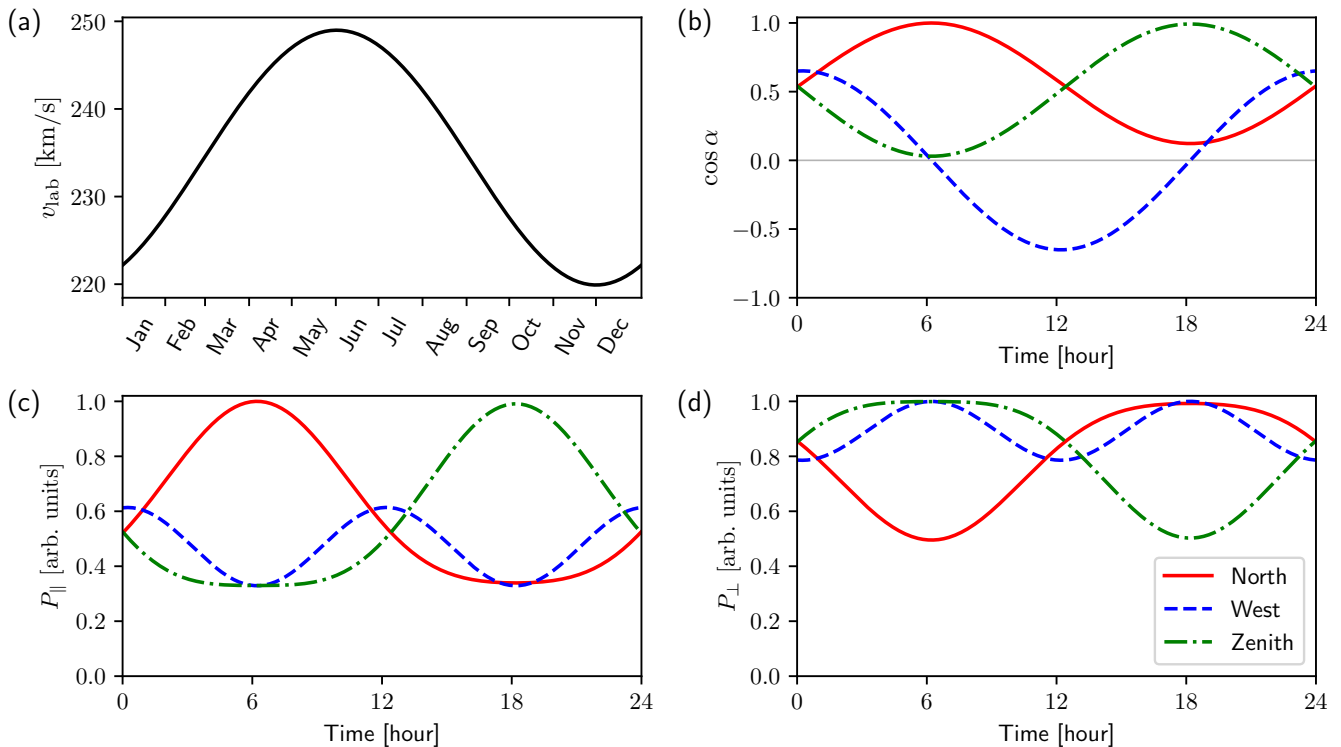 (a)
250
240
230
220
v_lab [km/s]
Jan
Feb
Mar
Apr
May
Jun
Jul
Aug
Sep
Oct
Nov
Dec
(b)
1.0
0.5
0.0
−0.5
−1.0
cos α
0
6
12
18
24
Time [hour]
(c)
1.0
0.8
0.6
0.4
0.2
0.0
P_∥ [arb. units]
0
6
12
18
24
Time [hour]
(d)
1.0
0.8
0.6
0.4
0.2
0.0
P_⊥ [arb. units]
North
West
Zenith
0
6
12
18
24
Time [hour]